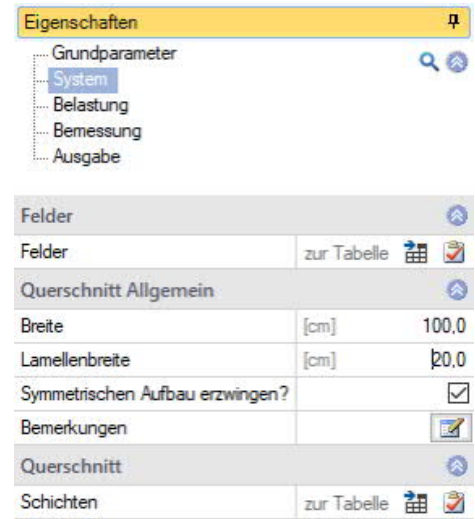 Eigenschaften
Grundparameter
System
Belastung
Bemessung
Ausgabe
Felder
Felder zur Tabelle
Querschnitt Allgemein
Breite [cm] 100,0
Lamellenbreite [cm] 20,0
Symmetrischen Aufbau erzwingen?
Bemerkungen
Querschnitt
Schichten zur Tabelle